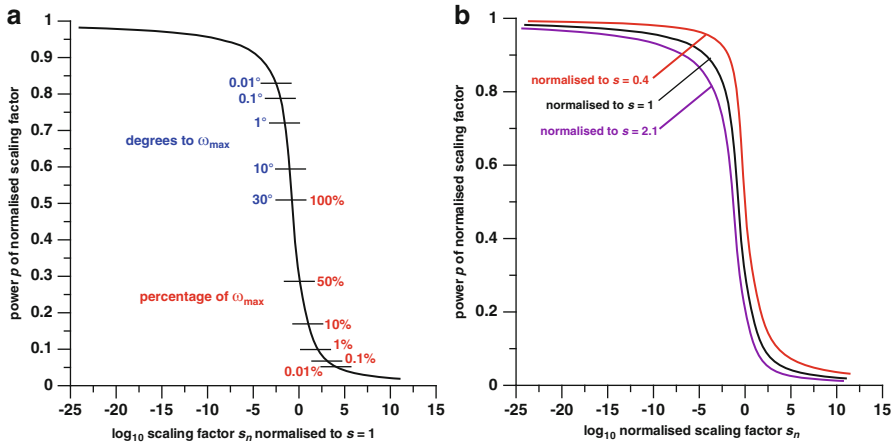 a
power p of normalised scaling factor
1
0.9
0.8
0.7
0.6
0.5
0.4
0.3
0.2
0.1
0
0.01°
0.1°
1°
degrees to ωmax
10°
30°
100%
50%
percentage of ωmax
10%
1%
0.1%
0.01%
-25 -20 -15 -10 -5 0 5 10 15
log10 scaling factor sn normalised to s = 1
b
power p of normalised scaling factor
1
0.8
0.6
0.4
0.2
0
normalised to s = 0.4
normalised to s = 1
normalised to s = 2.1
-25 -20 -15 -10 -5 0 5 10 15
log10 normalised scaling factor sn